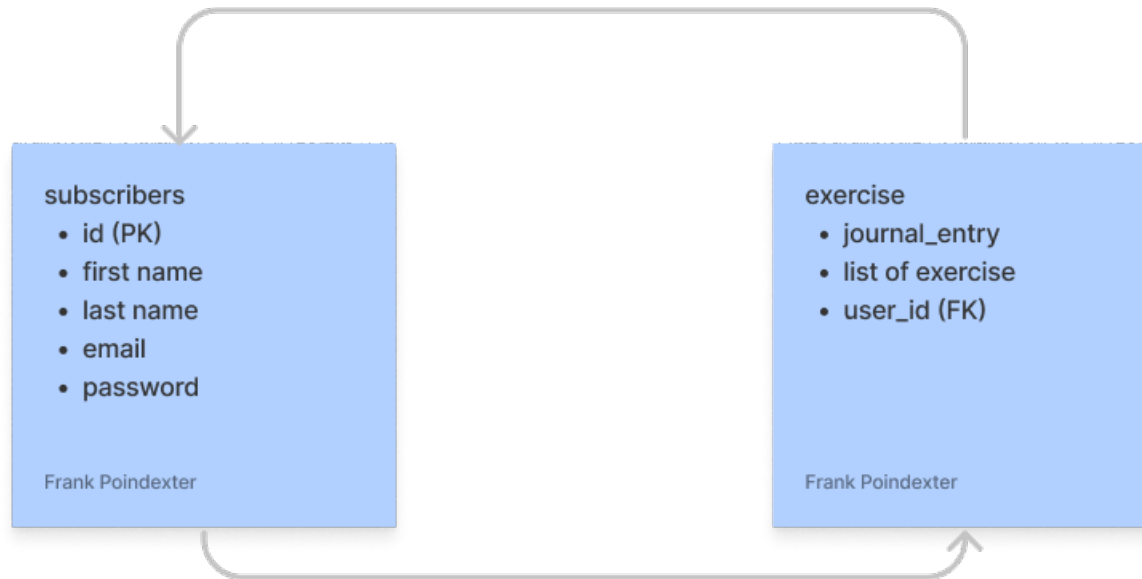 subscribers
• id (PK)
• first name
• last name
• email
• password
Frank Poindexter
exercise
• journal_entry
• list of exercise
• user_id (FK)
Frank Poindexter